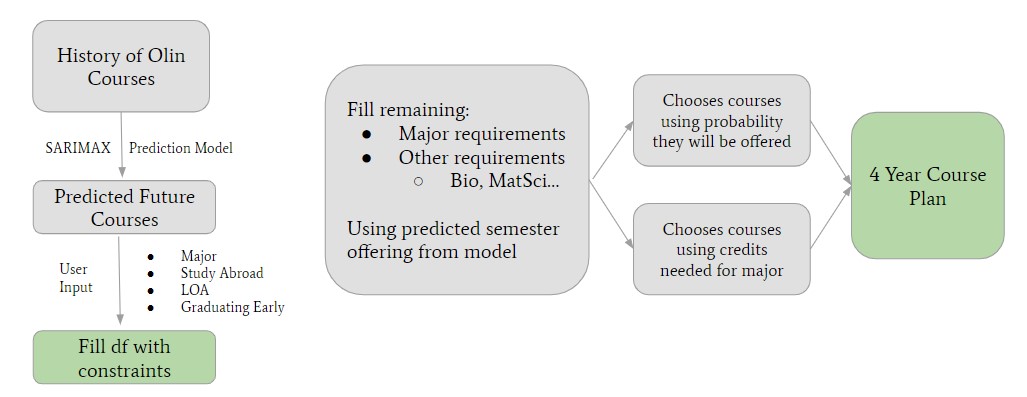 History of Olin
Courses
SARIMAX Prediction Model
Predicted Future
Courses
User
Input
● Major
● Study Abroad
● LOA
● Graduating Early
Fill df with
constraints
Fill remaining:
● Major requirements
● Other requirements
○ Bio, MatSci...
Using predicted semester
offering from model
Chooses courses
using probability
they will be offered
Chooses courses
using credits
needed for major
4 Year Course
Plan